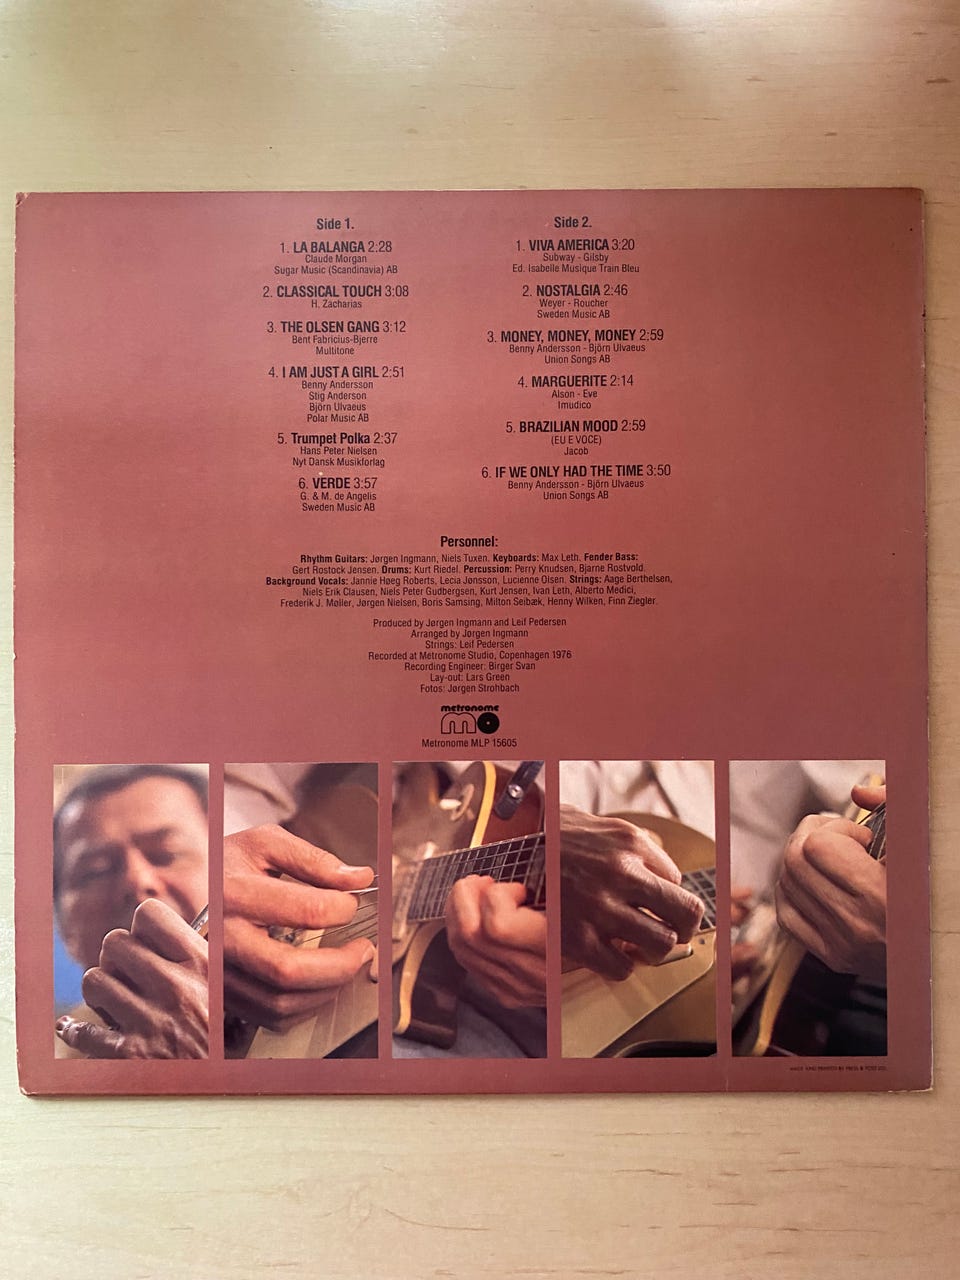 Side 1.
1. LA BALANGA 2:28
Claude Morgan
Sugar Music (Scandinavia) AB
2. CLASSICAL TOUCH 3:08
H. Zacharias
3. THE OLSEN GANG 3:12
Bent Fabricius-Bjerre
Multitone
4. I AM JUST A GIRL 2:51
Benny Andersson
Stig Anderson
Björn Ulvaeus
Polar Music AB
5. Trumpet Polka 2:37
Hans Peter Nielsen
Nyt Dansk Musikforlag
6. VERDE 3:57
G. & M. de Angelis
Sweden Music AB
Side 2.
1. VIVA AMERICA 3:20
Subway - Gilsby
Ed. Isabelle Musique Train Bleu
2. NOSTALGIA 2:46
Weyer - Roucher
Sweden Music AB
3. MONEY, MONEY, MONEY 2:59
Benny Andersson - Björn Ulvaeus
Union Songs AB
4. MARGUERITE 2:14
Alson - Eve
Imudico
5. BRAZILIAN MOOD 2:59
(EU E VOCE)
Jacob
6. IF WE ONLY HAD THE TIME 3:50
Benny Andersson - Björn Ulvaeus
Union Songs AB
Personnel:
Rhythm Guitars: Jørgen Ingmann, Niels Tuxen. Keyboards: Max Leth. Fender Bass:
Gert Rostock Jensen. Drums: Kurt Riedel. Percussion: Perry Knudsen, Bjarne Rostvold.
Background Vocals: Jannie Høeg Roberts, Lecia Jønsson, Lucienne Olsen. Strings: Aage Berthelsen,
Niels Erik Clausen, Niels Peter Gudbergsen, Kurt Jensen, Ivan Leth, Alberto Medici,
Frederik J. Møller, Jørgen Nielsen, Boris Samsing, Milton Seibæk, Henny Wilken, Finn Ziegler.
Produced by Jørgen Ingmann and Leif Pedersen
Arranged by Jørgen Ingmann
Strings: Leif Pedersen
Recorded at Metronome Studio, Copenhagen 1976
Recording Engineer: Birger Svan
Lay-out: Lars Green
Fotos: Jørgen Strohbach
metronome
Metronome MLP 15605
MADE AND PRINTED BY